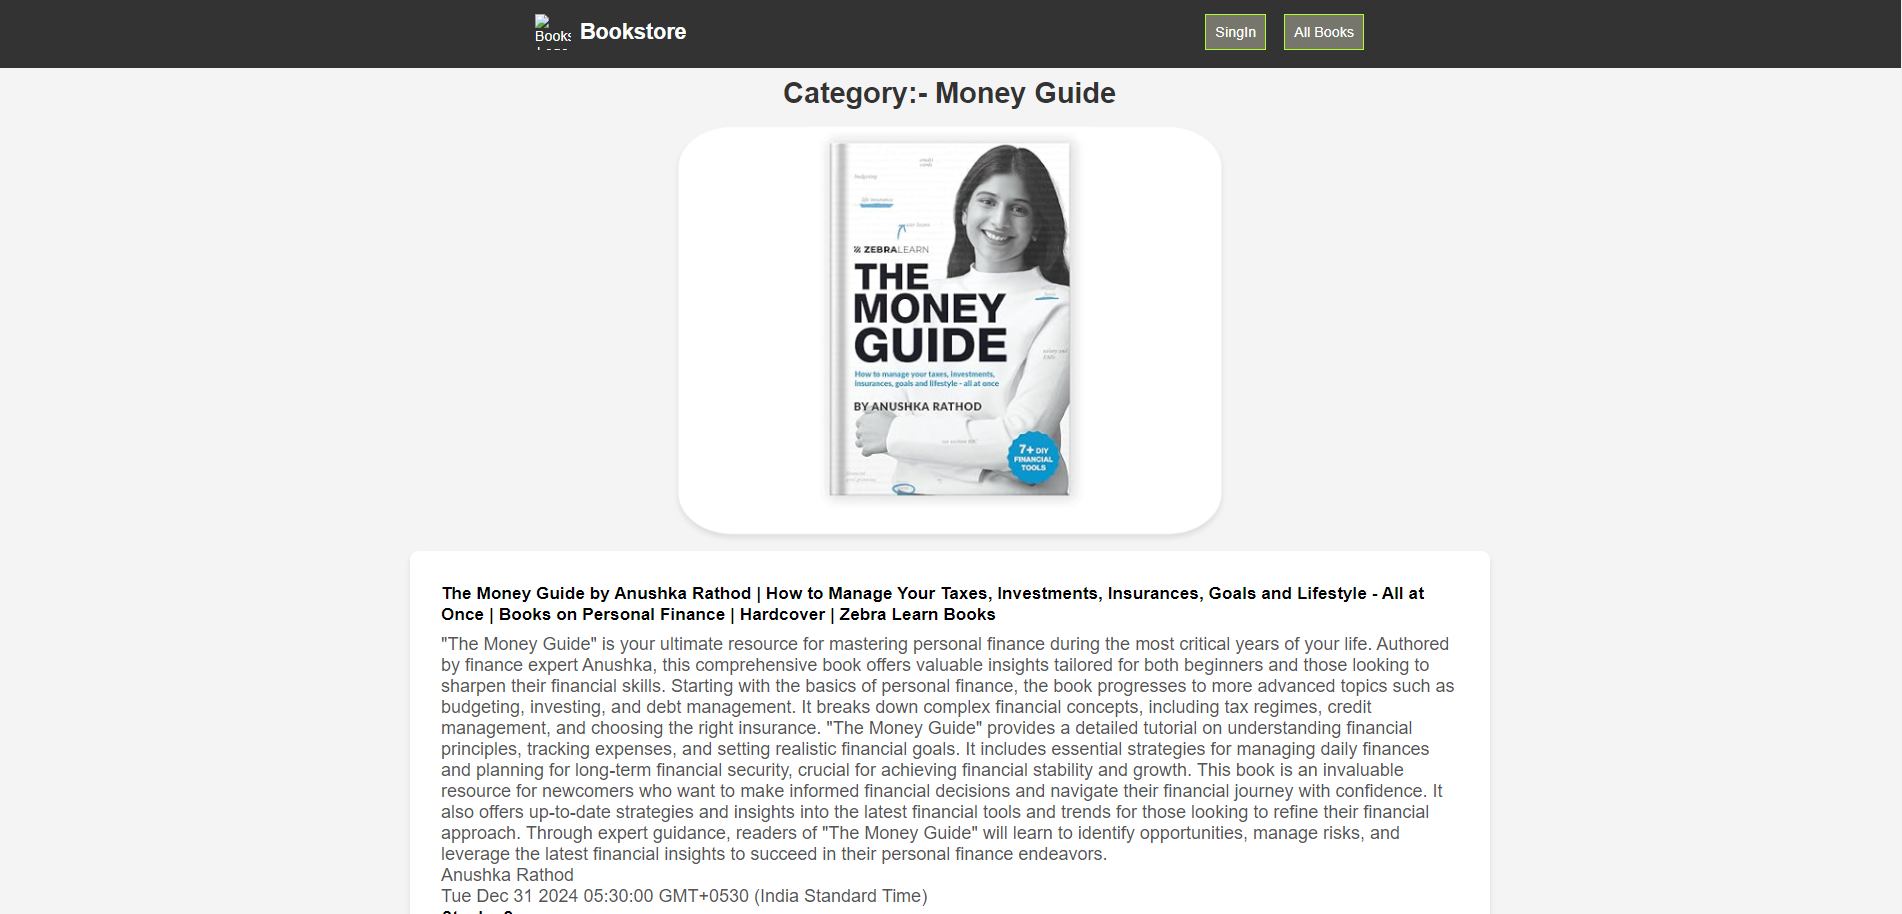 Books
Bookstore
SingIn
All Books
Category:- Money Guide
credit
cards
budgeting
life insurance
ZEBRALEARN
THE
MONEY
GUIDE
How to manage your taxes, investments,
insurances, goals and lifestyle - all at once
BY ANUSHKA RATHOD
7+ DIY
FINANCIAL
TOOLS
The Money Guide by Anushka Rathod | How to Manage Your Taxes, Investments, Insurances, Goals and Lifestyle - All at
Once | Books on Personal Finance | Hardcover | Zebra Learn Books
"The Money Guide" is your ultimate resource for mastering personal finance during the most critical years of your life. Authored
by finance expert Anushka, this comprehensive book offers valuable insights tailored for both beginners and those looking to
sharpen their financial skills. Starting with the basics of personal finance, the book progresses to more advanced topics such as
budgeting, investing, and debt management. It breaks down complex financial concepts, including tax regimes, credit
management, and choosing the right insurance. "The Money Guide" provides a detailed tutorial on understanding financial
principles, tracking expenses, and setting realistic financial goals. It includes essential strategies for managing daily finances
and planning for long-term financial security, crucial for achieving financial stability and growth. This book is an invaluable
resource for newcomers who want to make informed financial decisions and navigate their financial journey with confidence. It
also offers up-to-date strategies and insights into the latest financial tools and trends for those looking to refine their financial
approach. Through expert guidance, readers of "The Money Guide" will learn to identify opportunities, manage risks, and
leverage the latest financial insights to succeed in their personal finance endeavors.
Anushka Rathod
Tue Dec 31 2024 05:30:00 GMT+0530 (India Standard Time)